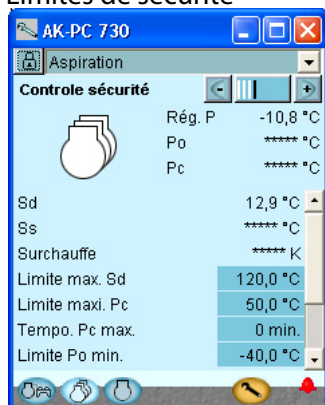 Limites de sécurité
AK-PC 730
Aspiration
Controle sécurité
Rég. P -10,8 °C
Po ***** °C
Pc ***** °C
Sd 12,9 °C
Ss ***** °C
Surchauffe ***** K
Limite max. Sd 120,0 °C
Limite maxi. Pc 50,0 °C
Tempo. Pc max. 0 min.
Limite Po min. -40,0 °C